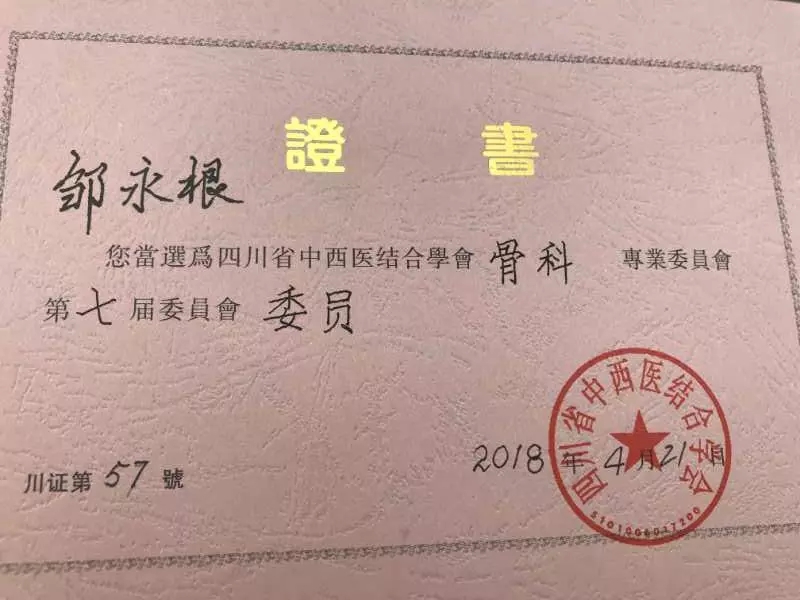 證 書
邹永根
您當選爲四川省中西医结合學會 骨科 專業委員會
第七届委員會 委员
川证第 57 號
2018年4月21日
四川省中西医结合学会